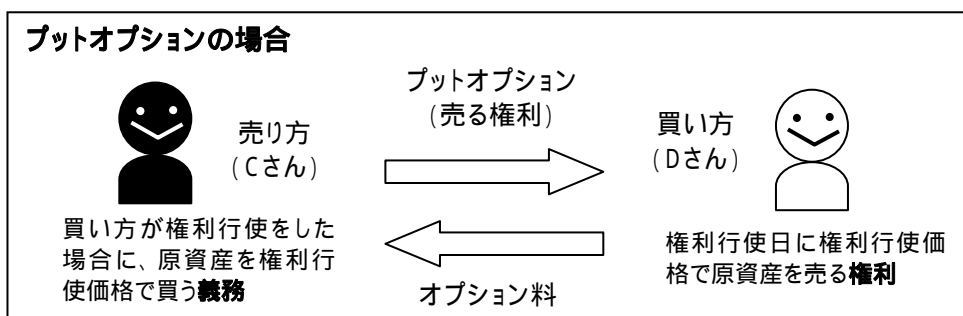 プットオプションの場合
プットオプション
(売る権利)
売り方
(Cさん)
買い方
(Dさん)
買い方が権利行使をした
場合に、原資産を権利行
使価格で買う義務
オプション料
権利行使日に権利行使価
格で原資産を売る権利